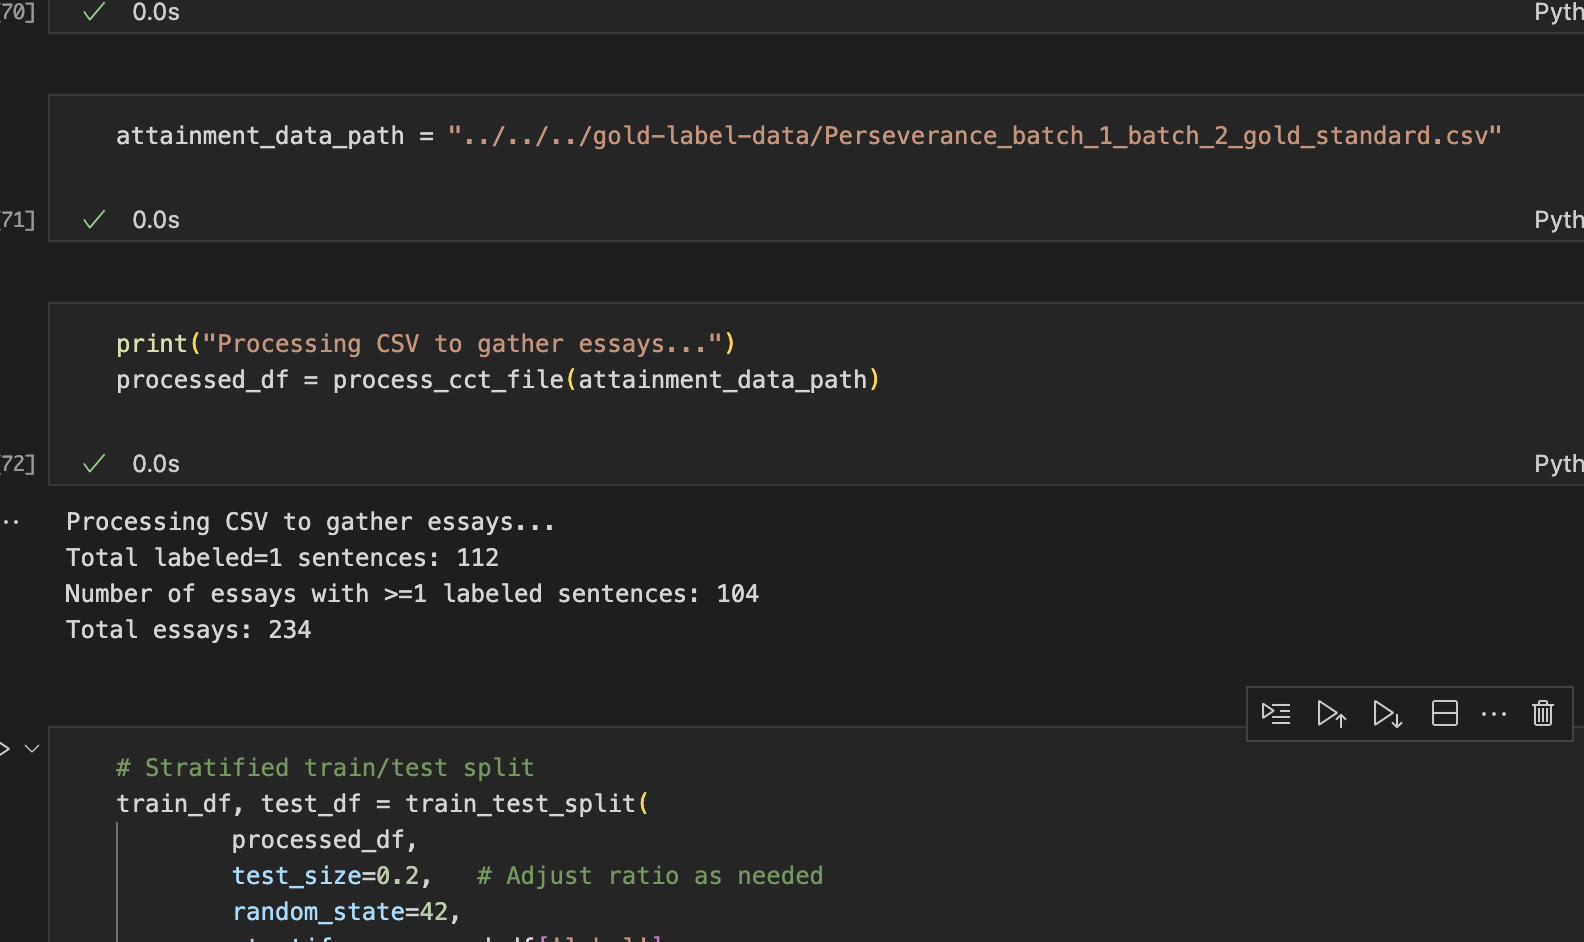 70]
0.0s
Pyth
attainment_data_path = "../../../gold-label-data/Perseverance_batch_1_batch_2_gold_standard.csv"
71]
0.0s
Pyth
print("Processing CSV to gather essays...")
processed_df = process_cct_file(attainment_data_path)
72]
0.0s
Pyth
Processing CSV to gather essays...
Total labeled=1 sentences: 112
Number of essays with >=1 labeled sentences: 104
Total essays: 234
# Stratified train/test split
train_df, test_df = train_test_split(
processed_df,
test_size=0.2,   # Adjust ratio as needed
random_state=42,